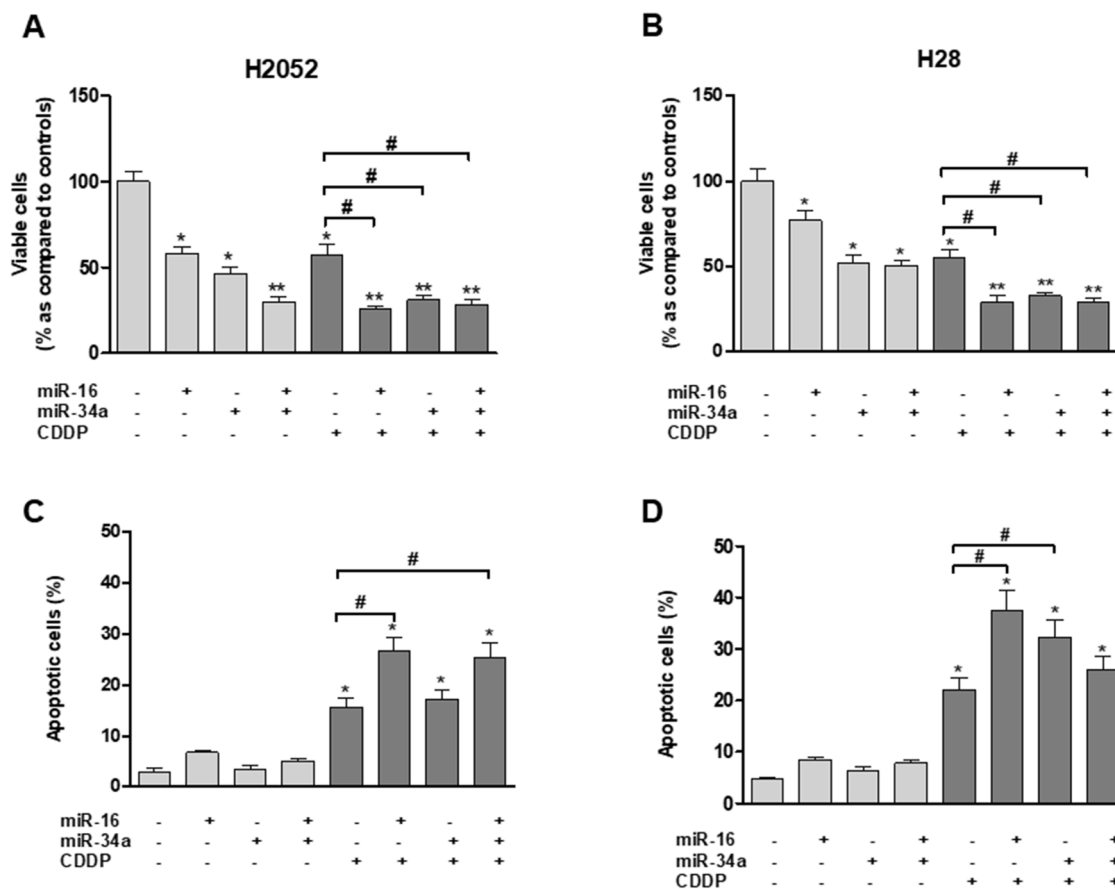 A
H2052
Viable cells
(% as compared to controls)
150
100
50
0
#
#
#
* * ** * ** ** **
miR-16 - + - + - + - +
miR-34a - - + + - - + +
CDDP - - - - + + + +
B
H28
Viable cells
(% as compared to controls)
150
100
50
0
#
#
#
* * * * ** ** **
miR-16 - + - + - + - +
miR-34a - - + + - - + +
CDDP - - - - + + + +
C
Apoptotic cells (%)
50
40
30
20
10
0
#
#
* * * *
miR-16 - + - + - + - +
miR-34a - - + + - - + +
CDDP - - - - + + + +
D
Apoptotic cells (%)
50
40
30
20
10
0
#
#
* * * *
miR-16 - + - + - + - +
miR-34a - - + + - - + +
CDDP - - - - + + + +